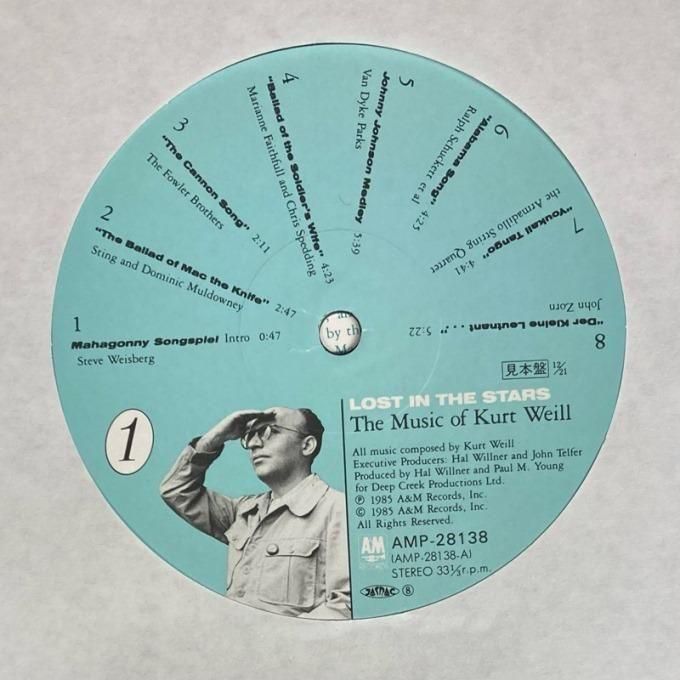 1
Mahagonny Songspiel Intro 0:47
Steve Weisberg
2
"The Ballad of Mac the Knife" 2:47
Sting and Dominic Muldowney
3
"The Cannon Song" 2:11
The Fowler Brothers
4
"Ballad of the Soldier's Wife" 4:23
Marianne Faithfull and Chris Spedding
5
Johnny Johnson Medley 5:39
Van Dyke Parks
6
"Alabama Song" 4:25
Ralph Schuckett et al
7
"Youkali Tango" 4:41
the Armadillo String Quartet
8
"Der Kleine Leutnant . . ." 5:22
John Zorn
by th
見本盤 12/21
1
LOST IN THE STARS
The Music of Kurt Weill
All music composed by Kurt Weill
Executive Producers: Hal Willner and John Telfer
Produced by Hal Willner and Paul M. Young
for Deep Creek Productions Ltd.
℗ 1985 A&M Records, Inc.
© 1985 A&M Records, Inc.
All Rights Reserved.
A&M RECORDS
AMP-28138
(AMP-28138-A)
STEREO 33⅓r.p.m.
JASRAC ⑧